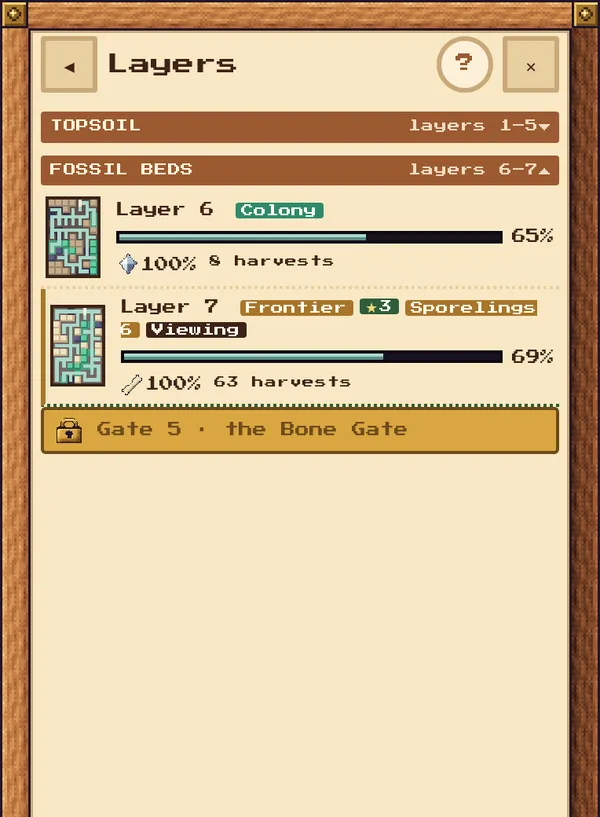 Layers ?
TOPSOIL layers 1-5
FOSSIL BEDS layers 6-7
Layer 6 Colony
65%
100% 8 harvests
Layer 7 Frontier ★3 Sporelings
6 Viewing
69%
100% 63 harvests
Gate 5 · the Bone Gate